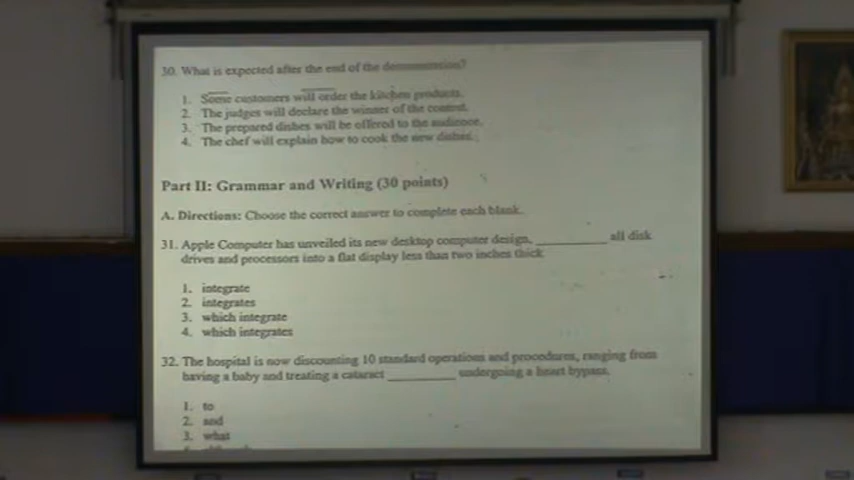 30. What is expected after the end of the demonstration?
1. Some customers will order the kitchen products.
2. The judges will declare the winner of the contest.
3. The prepared dishes will be offered to the audience.
4. The chef will explain how to cook the new dishes.
Part II: Grammar and Writing (30 points)
A. Directions: Choose the correct answer to complete each blank.
31. Apple Computer has unveiled its new desktop computer design, __________ all disk
drives and processors into a flat display less than two inches thick
1. integrate
2. integrates
3. which integrate
4. which integrates
32. The hospital is now discounting 10 standard operations and procedures, ranging from
having a baby and treating a cataract __________ undergoing a heart bypass.
1. to
2. and
3. what